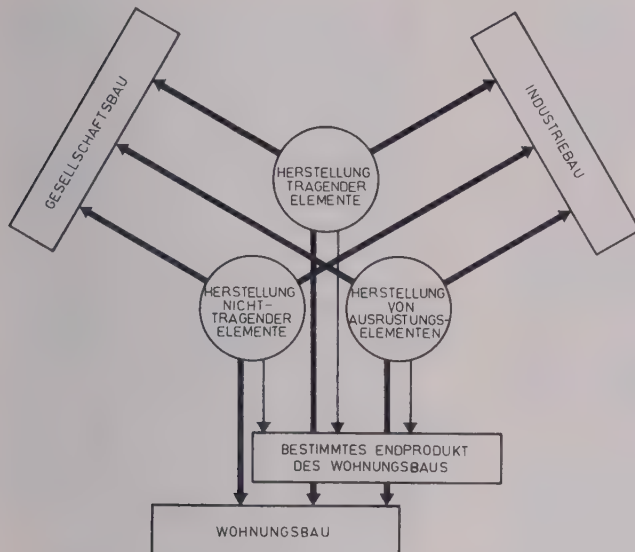 GESELLSCHAFTSBAU
INDUSTRIEBAU
HERSTELLUNG
TRAGENDER
ELEMENTE
HERSTELLUNG
NICHT-
TRAGENDER
ELEMENTE
HERSTELLUNG
VON
AUSRÜSTUNGS-
ELEMENTEN
BESTIMMTES ENDPRODUKT
DES WOHNUNGSBAUS
WOHNUNGSBAU